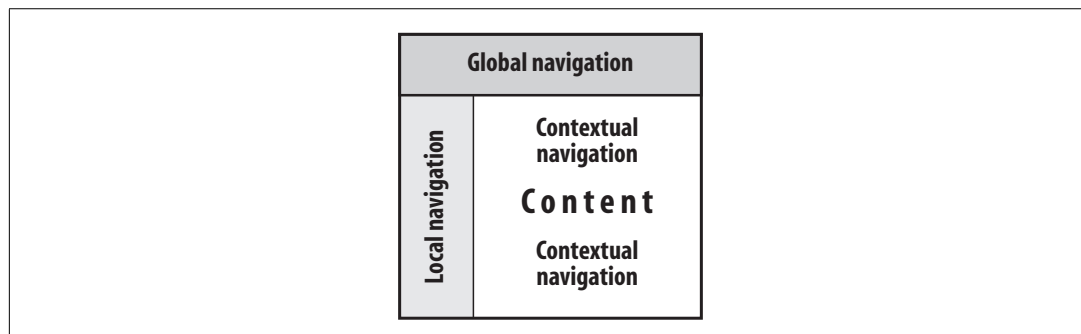 Global navigation
Local navigation
Contextual
navigation
Content
Contextual
navigation